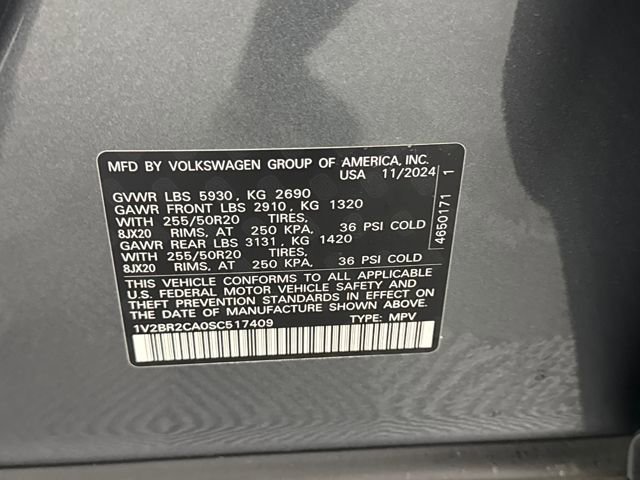 MFD BY VOLKSWAGEN GROUP OF AMERICA, INC.
USA 11/2024
GVWR LBS 5930 , KG 2690
GAWR FRONT LBS 2910 , KG 1320
WITH 255/50R20 TIRES,
8JX20 RIMS, AT 250 KPA, 36 PSI COLD
GAWR REAR LBS 3131 , KG 1420
WITH 255/50R20 TIRES,
8JX20 RIMS, AT 250 KPA, 36 PSI COLD
THIS VEHICLE CONFORMS TO ALL APPLICABLE
U.S. FEDERAL MOTOR VEHICLE SAFETY AND
THEFT PREVENTION STANDARDS IN EFFECT ON
THE DATE OF MANUFACTURE SHOWN ABOVE.
1V2BR2CA0SC517409 TYPE: MPV
4650171 1